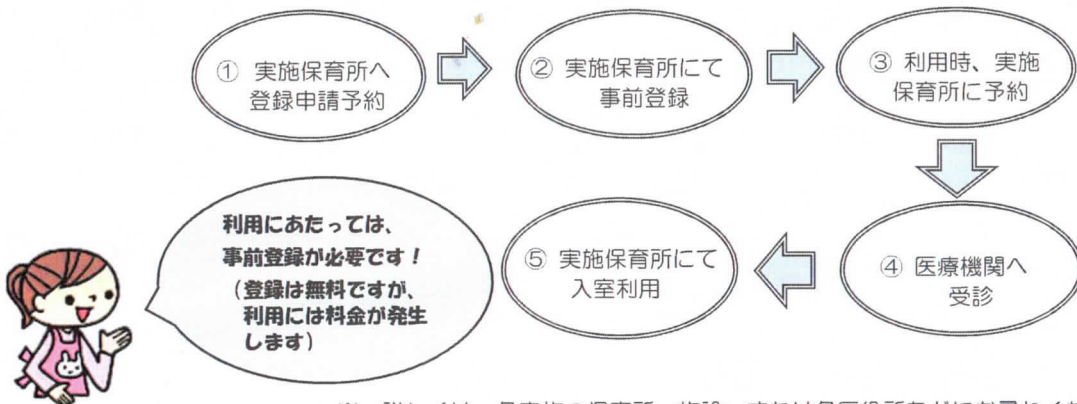 ① 実施保育所へ
登録申請予約
② 実施保育所にて
事前登録
③ 利用時、実施
保育所に予約
④ 医療機関へ
受診
⑤ 実施保育所にて
入室利用
利用にあたっては、
事前登録が必要です！
（登録は無料ですが、
利用には料金が発生
します）